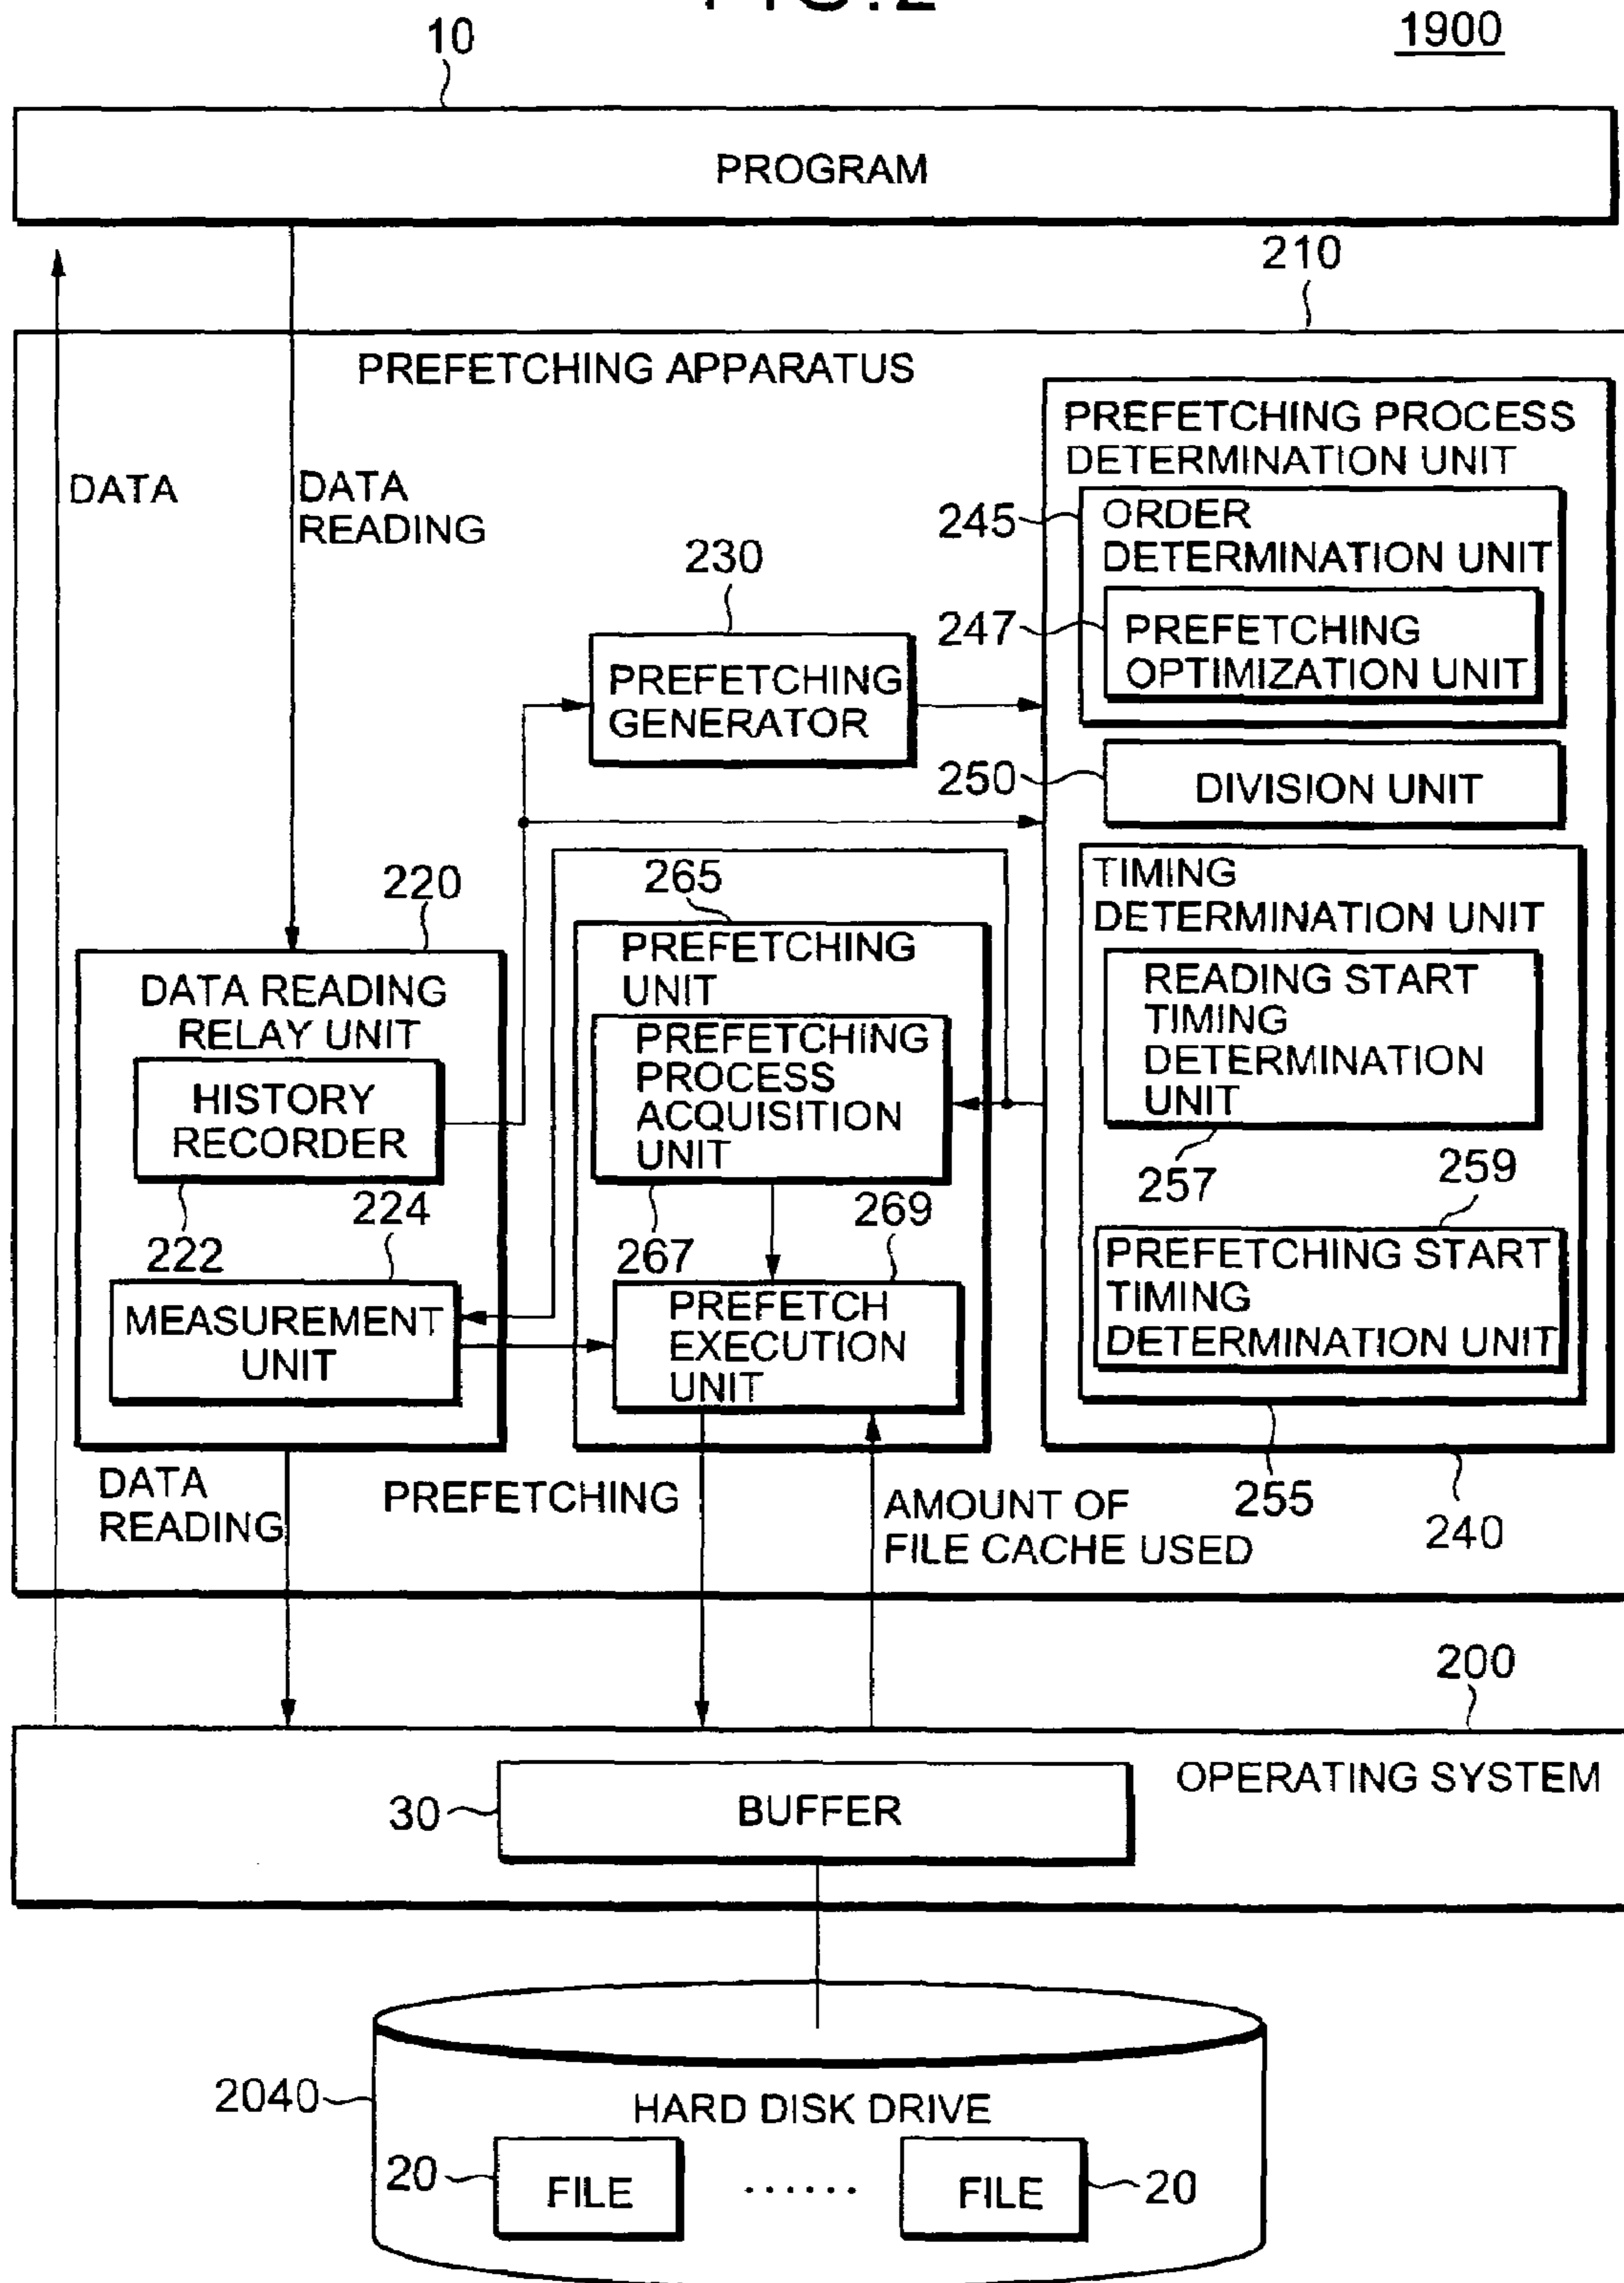 FIG.2
1900
10
PROGRAM
210
PREFETCHING APPARATUS
DATA
DATA
READING
PREFETCHING PROCESS
DETERMINATION UNIT
245
ORDER
DETERMINATION UNIT
247
PREFETCHING
OPTIMIZATION UNIT
230
PREFETCHING
GENERATOR
250
DIVISION UNIT
220
DATA READING
RELAY UNIT
HISTORY
RECORDER
222
224
MEASUREMENT
UNIT
265
PREFETCHING
UNIT
PREFETCHING
PROCESS
ACQUISITION
UNIT
267
269
PREFETCH
EXECUTION
UNIT
TIMING
DETERMINATION UNIT
READING START
TIMING
DETERMINATION
UNIT
257
259
PREFETCHING START
TIMING
DETERMINATION UNIT
255
240
DATA
READING
PREFETCHING
AMOUNT OF
FILE CACHE USED
200
OPERATING SYSTEM
30
BUFFER
2040
HARD DISK DRIVE
20
FILE
......
FILE
20